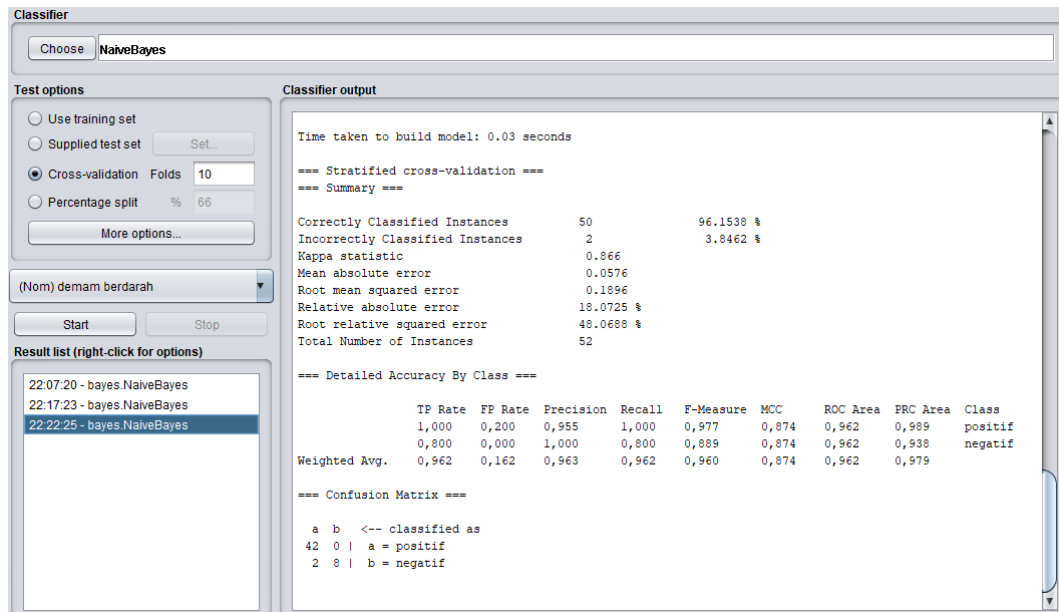 Classifier
Choose NaiveBayes
Test options
Use training set
Supplied test set Set...
Cross-validation Folds 10
Percentage split % 66
More options...
(Nom) demam berdarah
Start Stop
Result list (right-click for options)
22:07:20 - bayes.NaiveBayes
22:17:23 - bayes.NaiveBayes
22:22:25 - bayes.NaiveBayes
Classifier output
Time taken to build model: 0.03 seconds
=== Stratified cross-validation ===
=== Summary ===
Correctly Classified Instances 50 96.1538 %
Incorrectly Classified Instances 2 3.8462 %
Kappa statistic 0.866
Mean absolute error 0.0576
Root mean squared error 0.1896
Relative absolute error 18.0725 %
Root relative squared error 48.0688 %
Total Number of Instances 52
=== Detailed Accuracy By Class ===
TP Rate FP Rate Precision Recall F-Measure MCC ROC Area PRC Area Class
1,000 0,200 0,955 1,000 0,977 0,874 0,962 0,989 positif
0,800 0,000 1,000 0,800 0,889 0,874 0,962 0,938 negatif
Weighted Avg. 0,962 0,162 0,963 0,962 0,960 0,874 0,962 0,979
=== Confusion Matrix ===
a b <-- classified as
42 0 | a = positif
2 8 | b = negatif